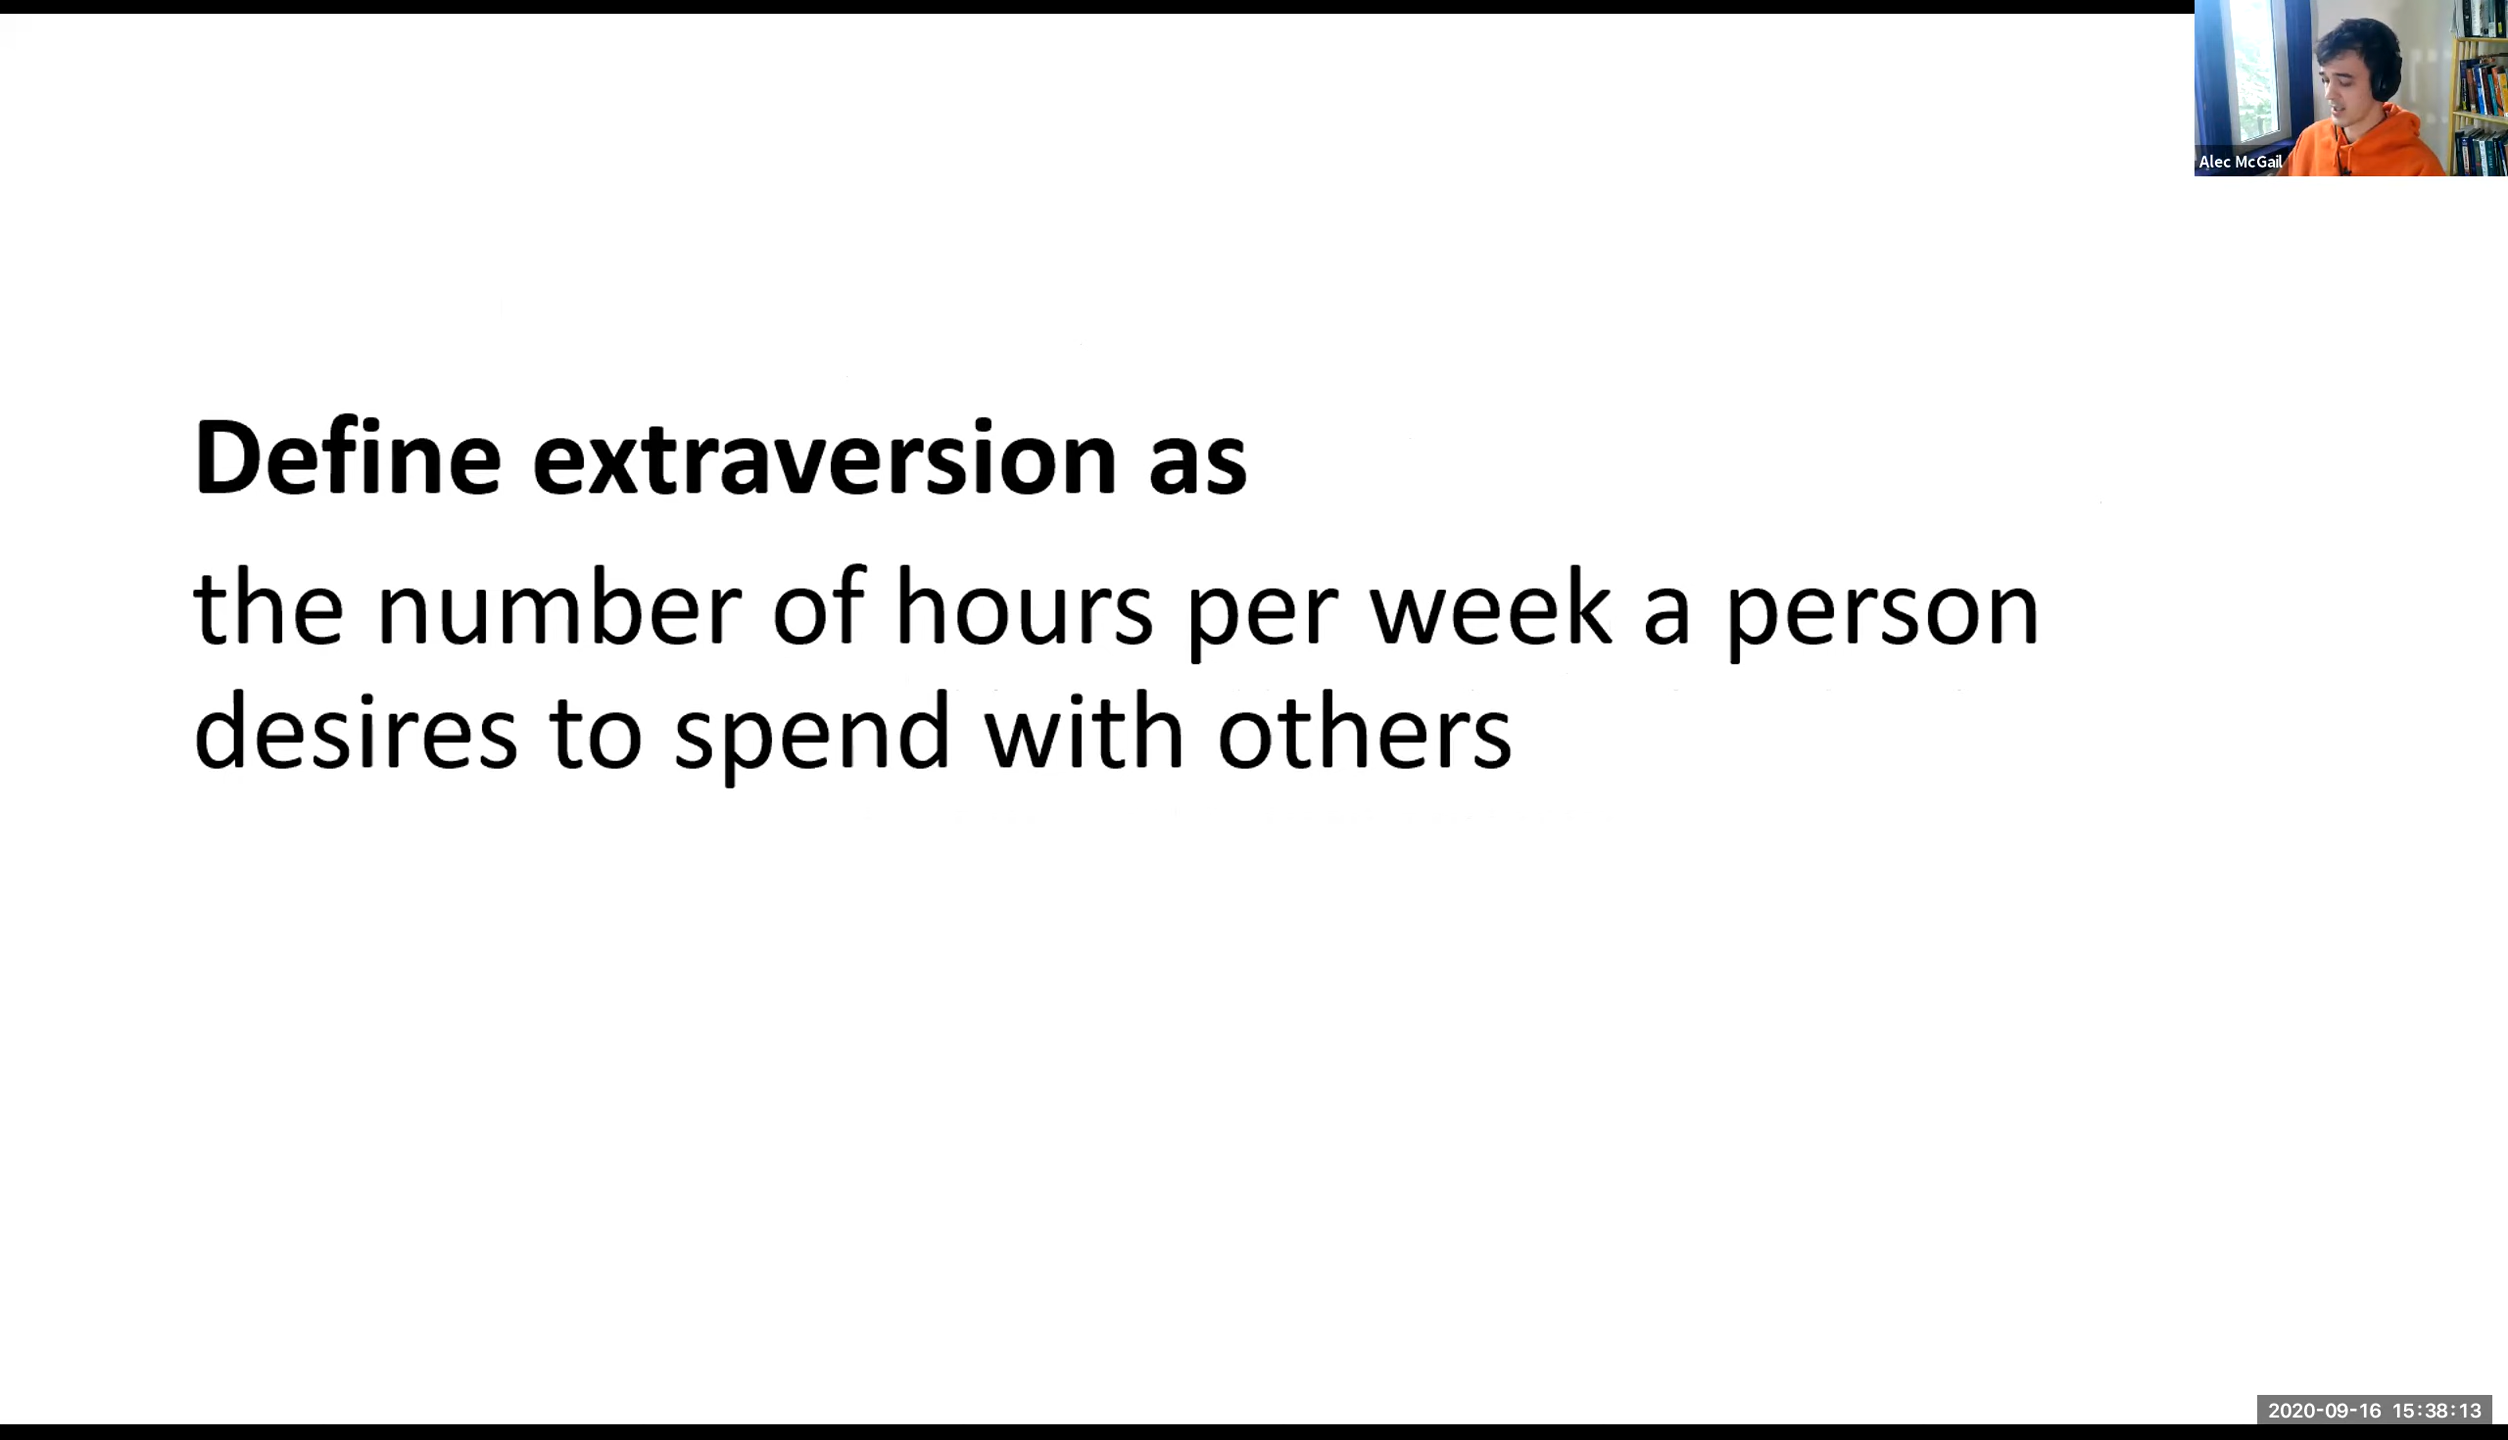 Alec McGail
Define extraversion as
the number of hours per week a person
desires to spend with others
2020-09-16 15:38:13